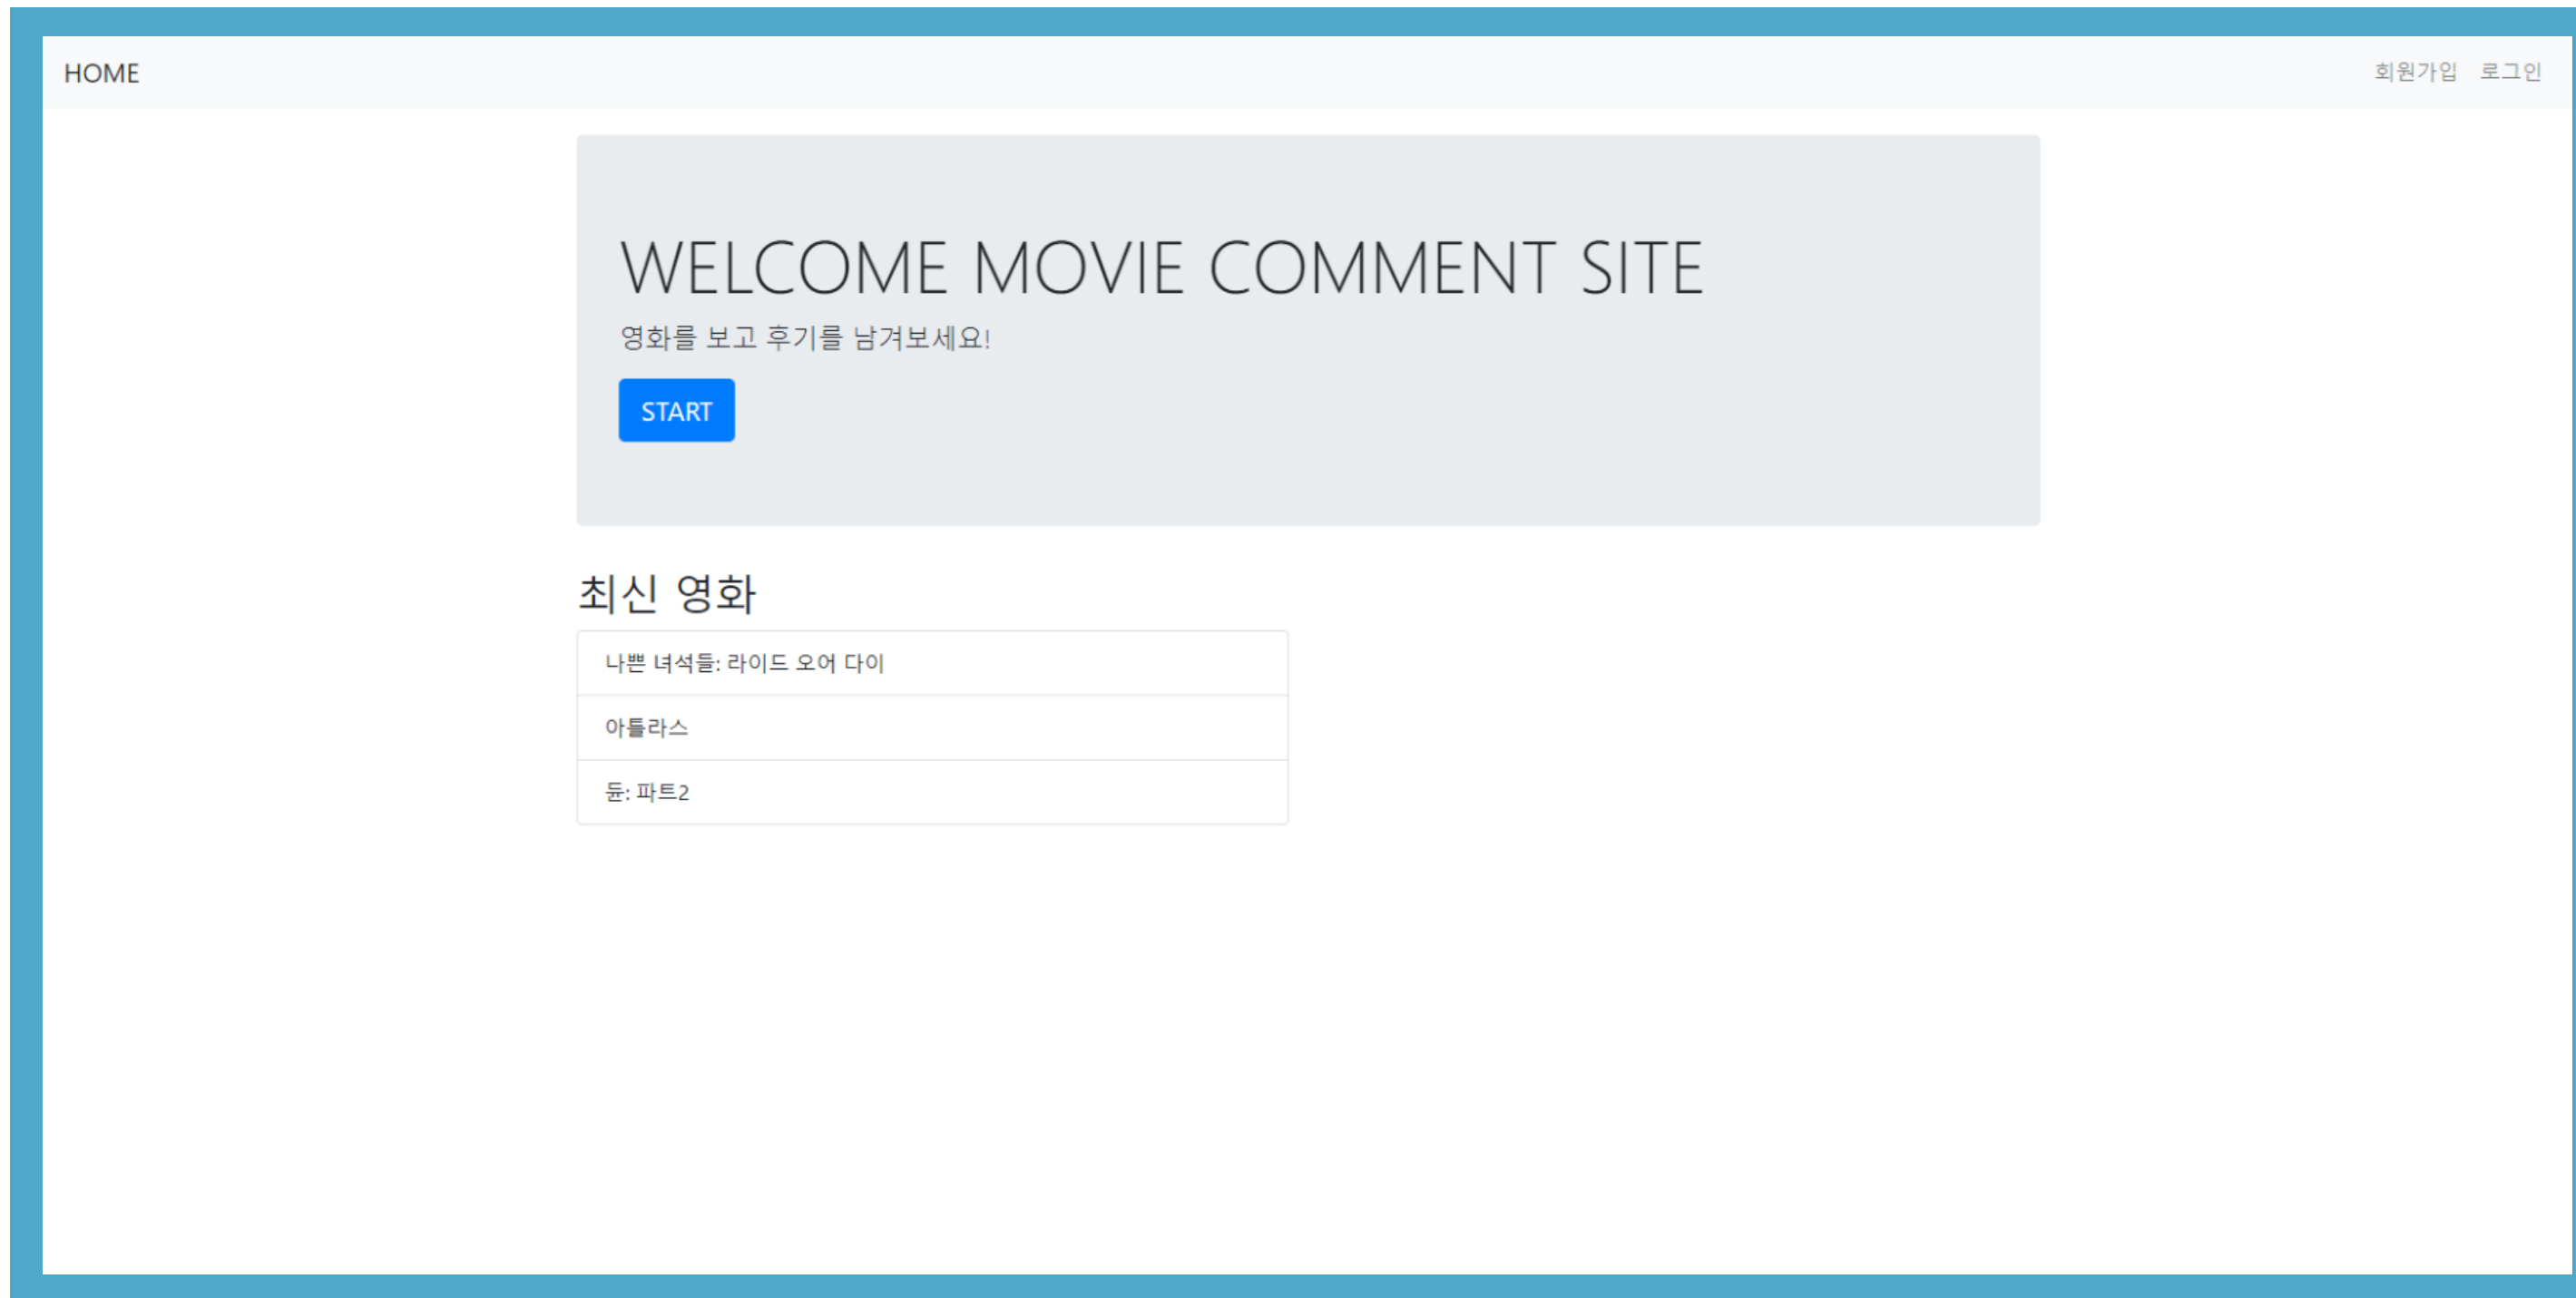 HOME
회원가입 로그인
WELCOME MOVIE COMMENT SITE
영화를 보고 후기를 남겨보세요!
START
최신 영화
나쁜 녀석들: 라이드 오어 다이
아틀라스
듄: 파트2